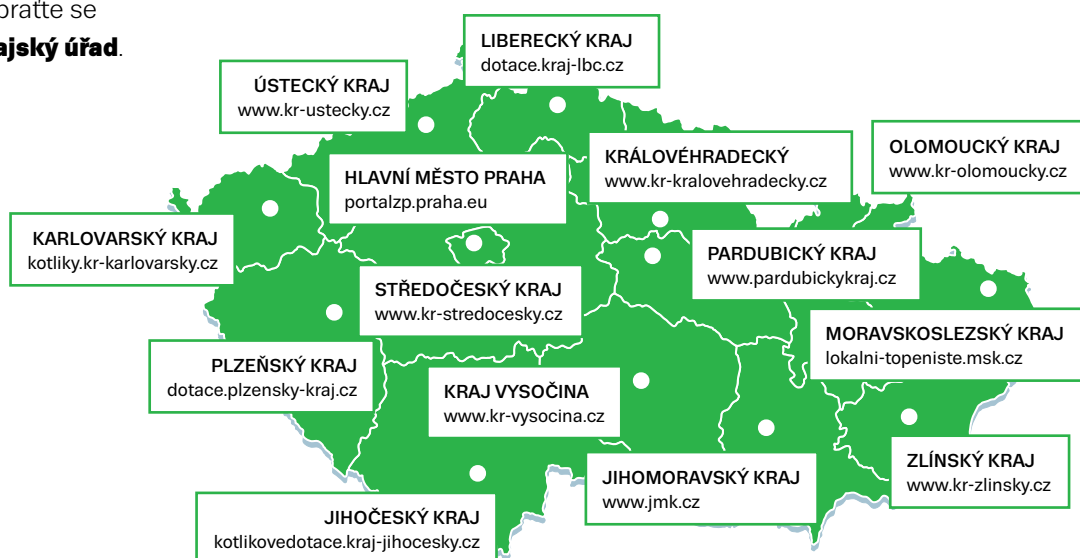 braťte se
ajský úřad.
LIBERECKÝ KRAJ
dotace.kraj-lbc.cz
ÚSTECKÝ KRAJ
www.kr-ustecky.cz
KRÁLOVÉHRADECKÝ
www.kr-kralovehradecky.cz
OLOMOUCKÝ KRAJ
www.kr-olomoucky.cz
HLAVNÍ MĚSTO PRAHA
portalzp.praha.eu
KARLOVARSKÝ KRAJ
kotliky.kr-karlovarsky.cz
PARDUBICKÝ KRAJ
www.pardubickykraj.cz
STŘEDOČESKÝ KRAJ
www.kr-stredocesky.cz
MORAVSKOSLEZSKÝ KRAJ
lokalni-topeniste.msk.cz
PLZEŇSKÝ KRAJ
dotace.plzensky-kraj.cz
KRAJ VYSOČINA
www.kr-vysocina.cz
ZLÍNSKÝ KRAJ
www.kr-zlinsky.cz
JIHOMORAVSKÝ KRAJ
www.jmk.cz
JIHOČESKÝ KRAJ
kotlikovedotace.kraj-jihocesky.cz